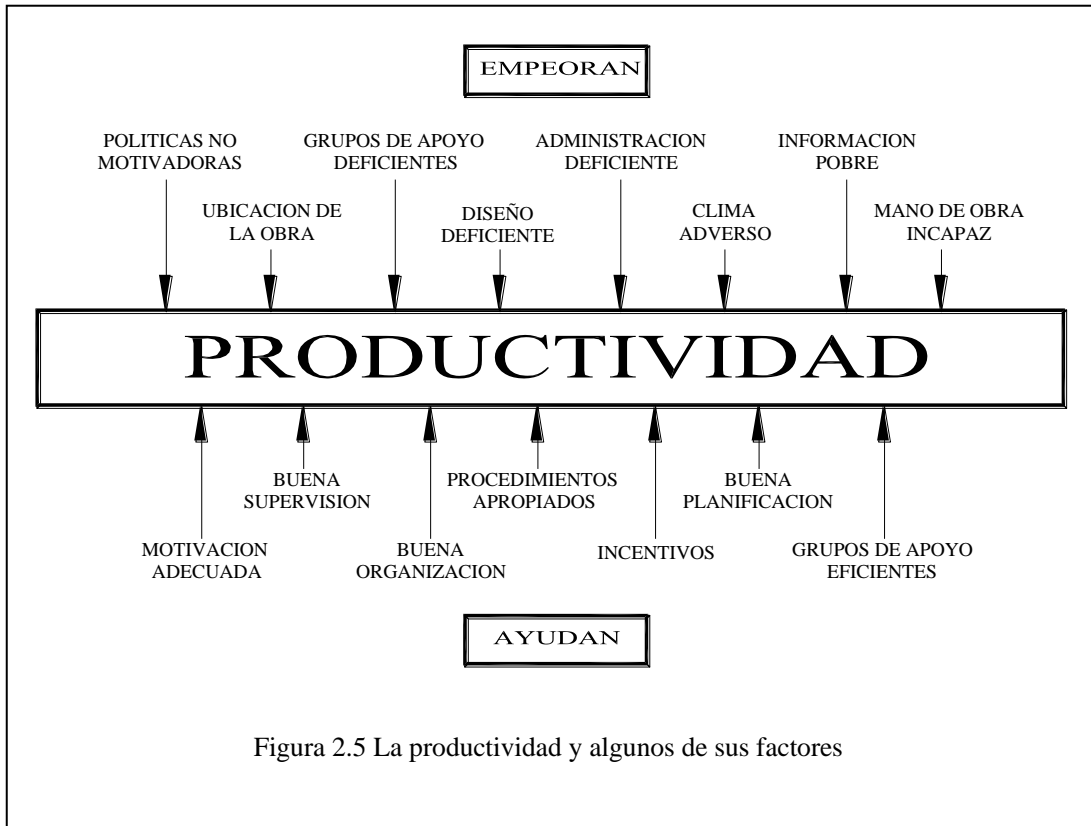 EMPEORAN
POLITICAS NO
MOTIVADORAS
GRUPOS DE APOYO
DEFICIENTES
ADMINISTRACION
DEFICIENTE
INFORMACION
POBRE
UBICACION DE
LA OBRA
DISEÑO
DEFICIENTE
CLIMA
ADVERSO
MANO DE OBRA
INCAPAZ
PRODUCTIVIDAD
BUENA
SUPERVISION
PROCEDIMIENTOS
APROPIADOS
BUENA
PLANIFICACION
MOTIVACION
ADECUADA
BUENA
ORGANIZACION
INCENTIVOS
GRUPOS DE APOYO
EFICIENTES
AYUDAN
Figura 2.5 La productividad y algunos de sus factores